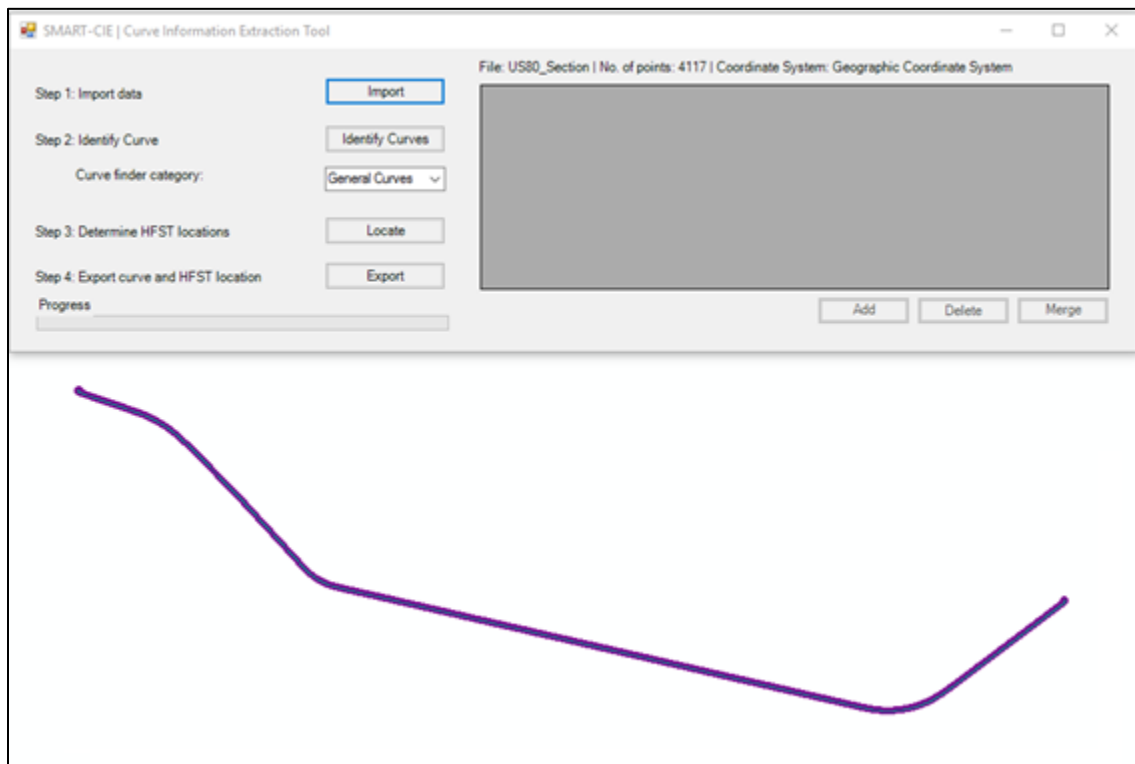 SMART-CIE | Curve Information Extraction Tool
File: US80_Section | No. of points: 4117 | Coordinate System: Geographic Coordinate System
Step 1: Import data
Import
Step 2: Identify Curve
Identify Curves
Curve finder category:
General Curves
Step 3: Determine HFST locations
Locate
Step 4: Export curve and HFST location
Export
Progress
Add
Delete
Merge